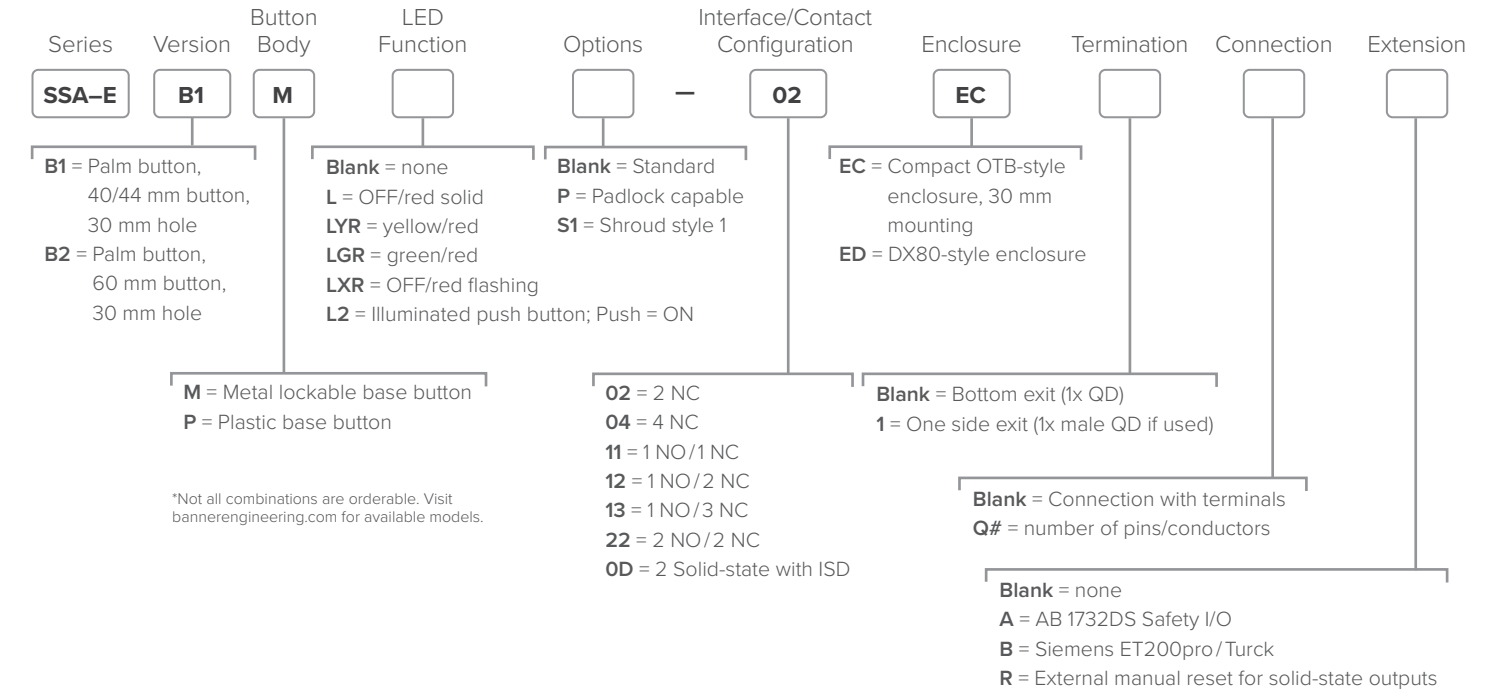 Series
Version
Button
Body
LED
Function
Options
Interface/Contact
Configuration
Enclosure
Termination
Connection
Extension
SSA–E
B1
M
–
02
EC
B1 = Palm button,
40/44 mm button,
30 mm hole
B2 = Palm button,
60 mm button,
30 mm hole
Blank = none
L = OFF/red solid
LYR = yellow/red
LGR = green/red
LXR = OFF/red flashing
L2 = Illuminated push button; Push = ON
Blank = Standard
P = Padlock capable
S1 = Shroud style 1
EC = Compact OTB-style
enclosure, 30 mm
mounting
ED = DX80-style enclosure
M = Metal lockable base button
P = Plastic base button
02 = 2 NC
04 = 4 NC
11 = 1 NO/1 NC
12 = 1 NO/2 NC
13 = 1 NO/3 NC
22 = 2 NO/2 NC
0D = 2 Solid-state with ISD
Blank = Bottom exit (1x QD)
1 = One side exit (1x male QD if used)
*Not all combinations are orderable. Visit
bannerengineering.com for available models.
Blank = Connection with terminals
Q# = number of pins/conductors
Blank = none
A = AB 1732DS Safety I/O
B = Siemens ET200pro/Turck
R = External manual reset for solid-state outputs